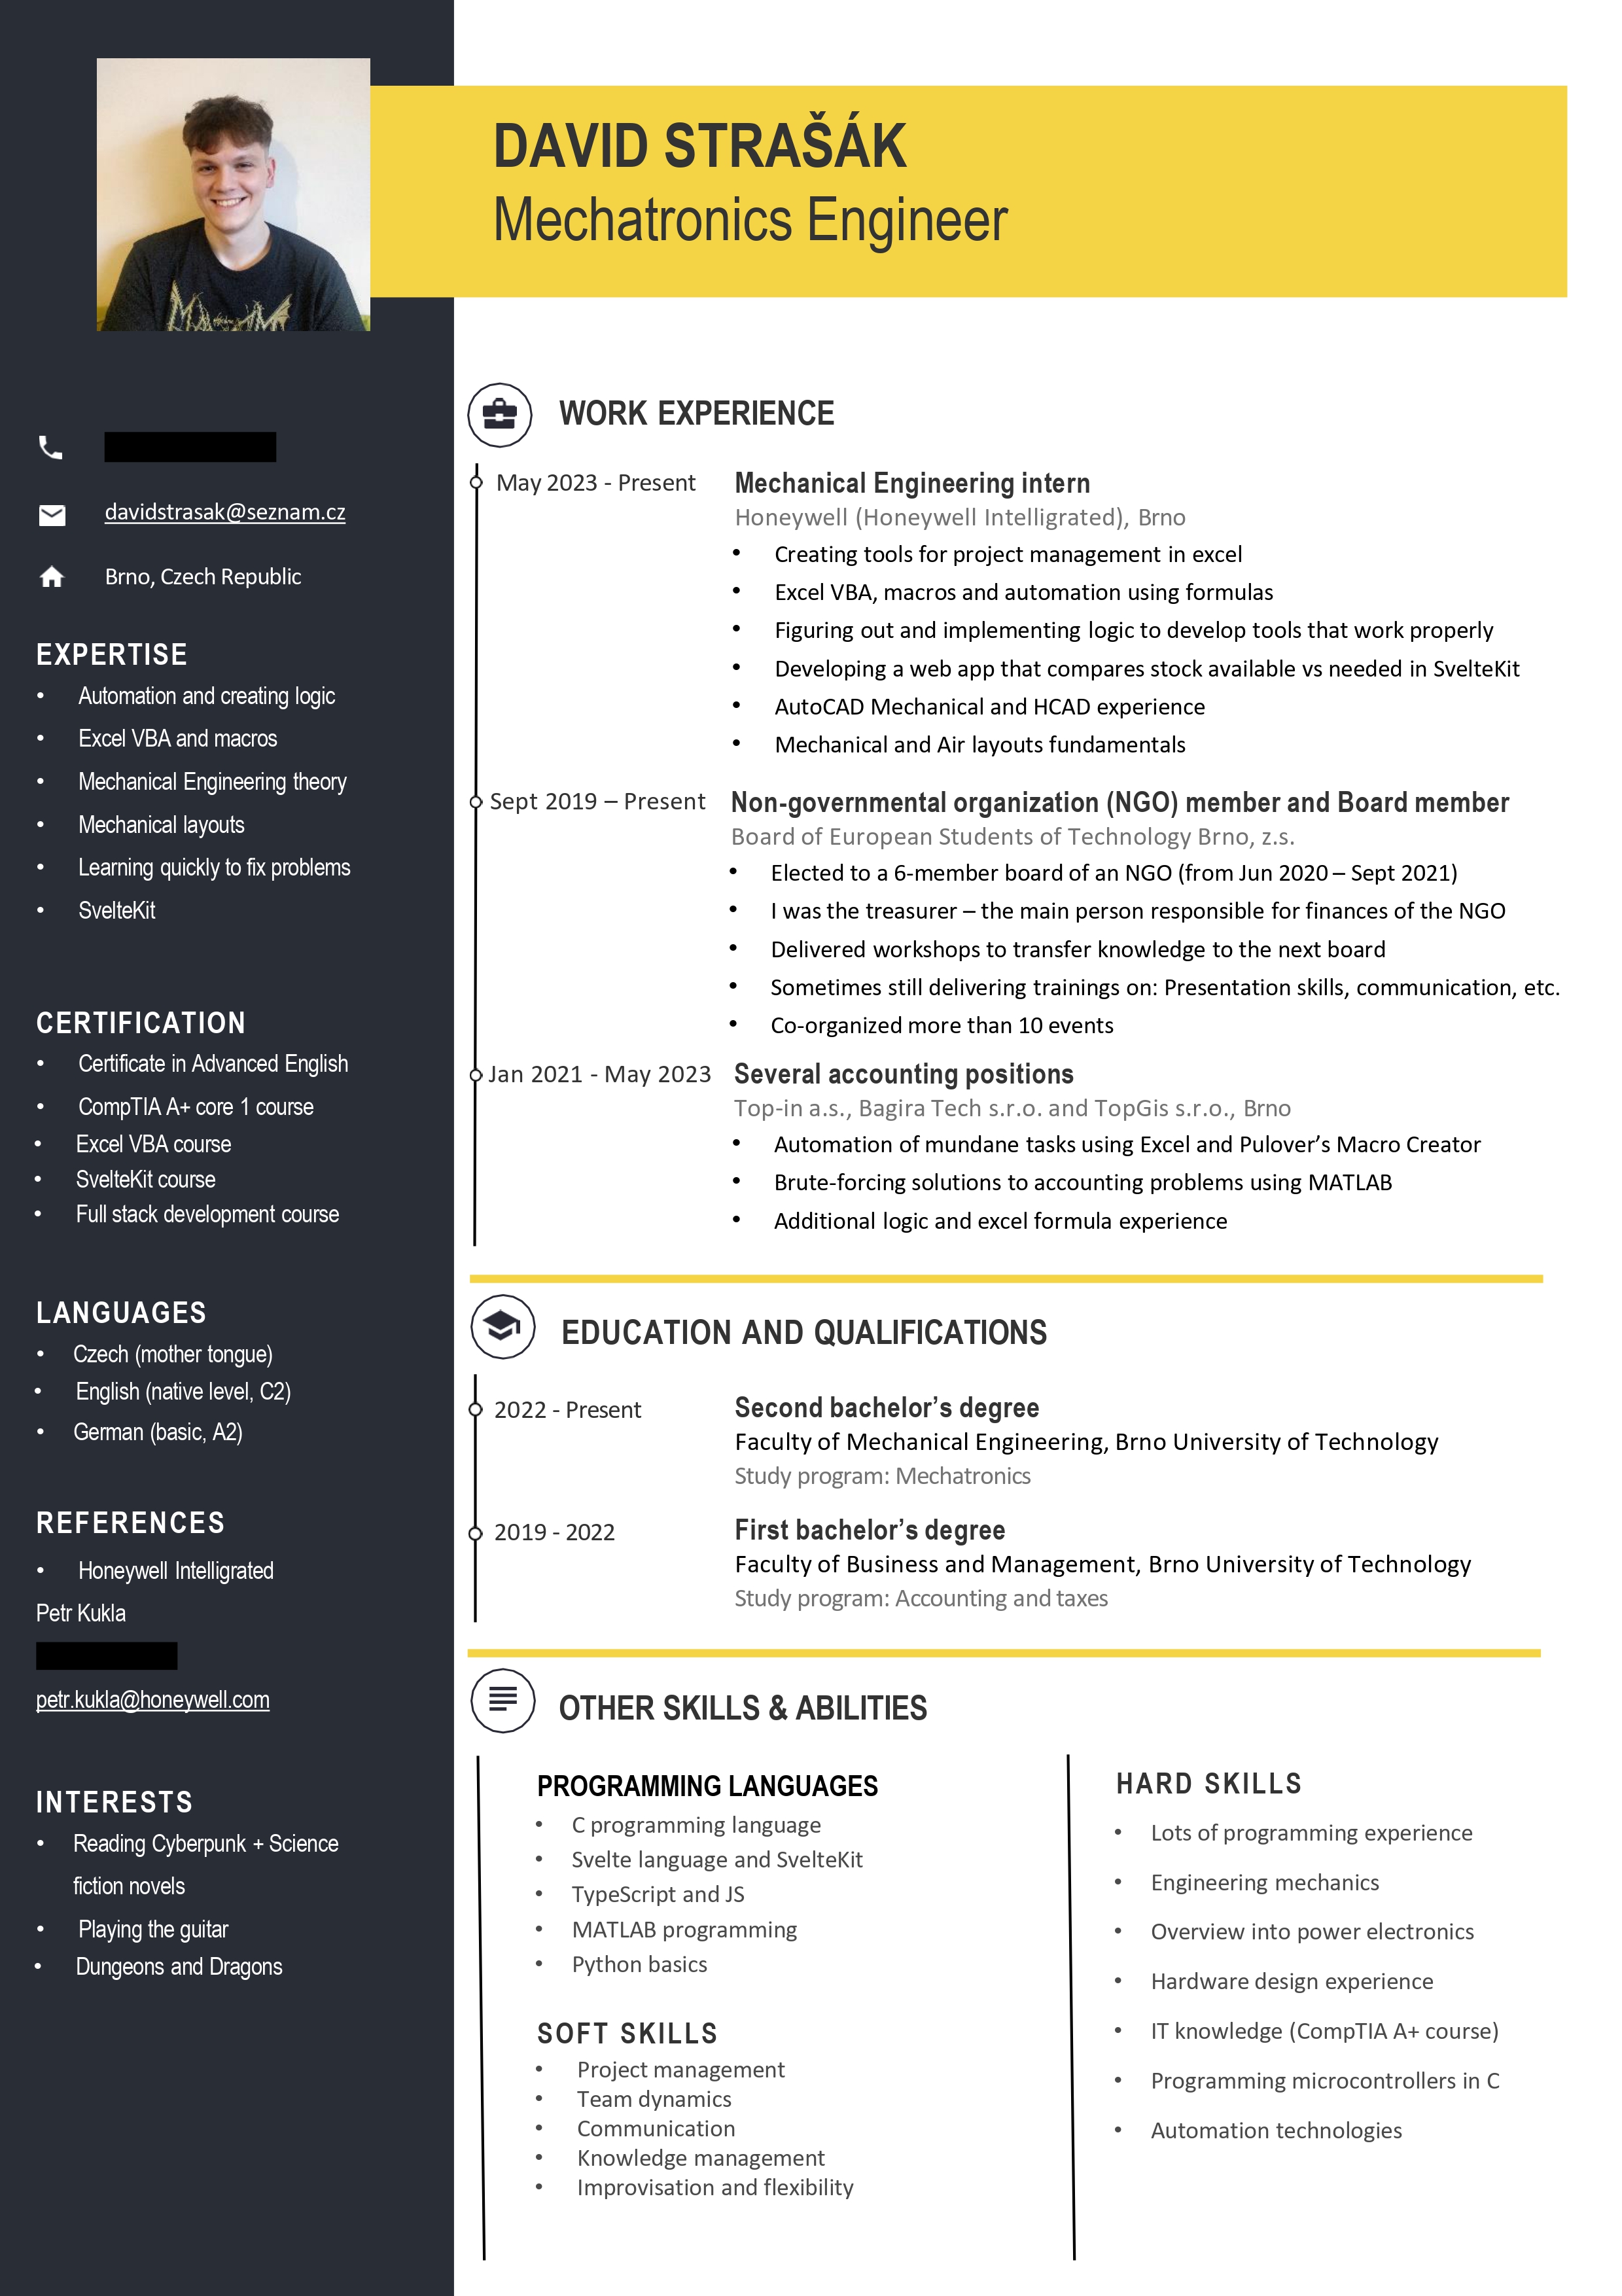 DAVID STRAŠÁK
Mechatronics Engineer
davidstrasak@seznam.cz
Brno, Czech Republic
EXPERTISE
• Automation and creating logic
• Excel VBA and macros
• Mechanical Engineering theory
• Mechanical layouts
• Learning quickly to fix problems
• SvelteKit
CERTIFICATION
• Certificate in Advanced English
• CompTIA A+ core 1 course
• Excel VBA course
• SvelteKit course
• Full stack development course
LANGUAGES
• Czech (mother tongue)
• English (native level, C2)
• German (basic, A2)
REFERENCES
• Honeywell Intelligrated
Petr Kukla
petr.kukla@honeywell.com
INTERESTS
• Reading Cyberpunk + Science
fiction novels
• Playing the guitar
• Dungeons and Dragons
WORK EXPERIENCE
May 2023 - Present
Mechanical Engineering intern
Honeywell (Honeywell Intelligrated), Brno
• Creating tools for project management in excel
• Excel VBA, macros and automation using formulas
• Figuring out and implementing logic to develop tools that work properly
• Developing a web app that compares stock available vs needed in SvelteKit
• AutoCAD Mechanical and HCAD experience
• Mechanical and Air layouts fundamentals
Sept 2019 – Present
Non-governmental organization (NGO) member and Board member
Board of European Students of Technology Brno, z.s.
• Elected to a 6-member board of an NGO (from Jun 2020 – Sept 2021)
• I was the treasurer – the main person responsible for finances of the NGO
• Delivered workshops to transfer knowledge to the next board
• Sometimes still delivering trainings on: Presentation skills, communication, etc.
• Co-organized more than 10 events
Jan 2021 - May 2023
Several accounting positions
Top-in a.s., Bagira Tech s.r.o. and TopGis s.r.o., Brno
• Automation of mundane tasks using Excel and Pulover’s Macro Creator
• Brute-forcing solutions to accounting problems using MATLAB
• Additional logic and excel formula experience
EDUCATION AND QUALIFICATIONS
2022 - Present
Second bachelor’s degree
Faculty of Mechanical Engineering, Brno University of Technology
Study program: Mechatronics
2019 - 2022
First bachelor’s degree
Faculty of Business and Management, Brno University of Technology
Study program: Accounting and taxes
OTHER SKILLS & ABILITIES
PROGRAMMING LANGUAGES
• C programming language
• Svelte language and SvelteKit
• TypeScript and JS
• MATLAB programming
• Python basics
SOFT SKILLS
• Project management
• Team dynamics
• Communication
• Knowledge management
• Improvisation and flexibility
HARD SKILLS
• Lots of programming experience
• Engineering mechanics
• Overview into power electronics
• Hardware design experience
• IT knowledge (CompTIA A+ course)
• Programming microcontrollers in C
• Automation technologies